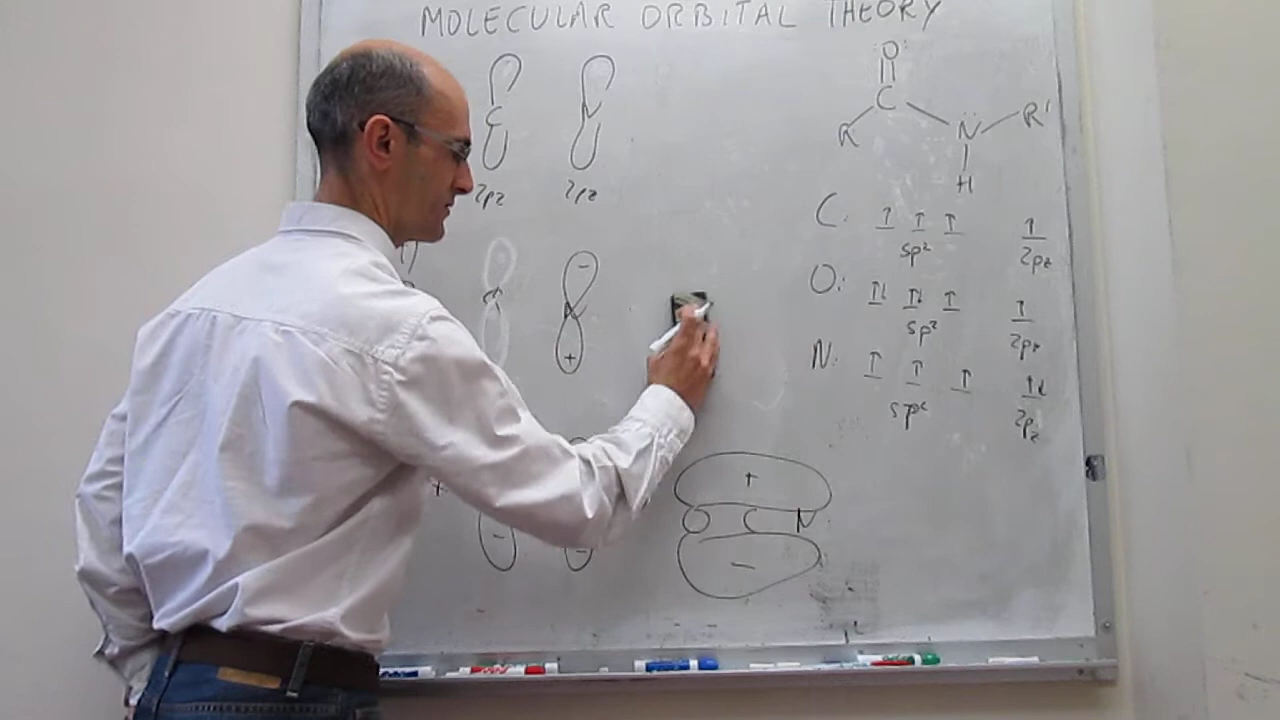 MOLECULAR ORBITAL THEORY
C N
2pz 2pz
O
C
R N R'
H
C: ↑ ↑ ↑ ↑
sp² 2pz
O: ↑↓ ↑↓ ↑ ↑
sp² 2pz
N: ↑ ↑ ↑ ↑↓
sp² 2pz
-
C N
+
+
O C N
- -
-